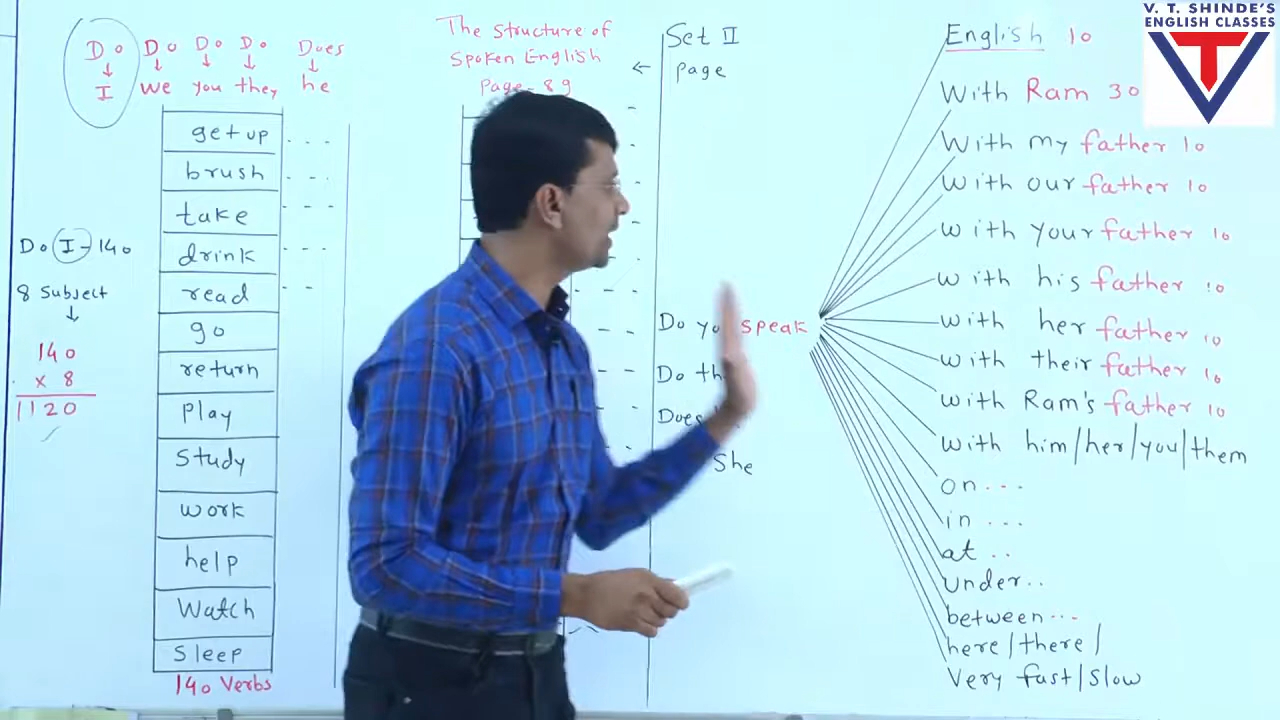 V. T. SHINDE'S
ENGLISH CLASSES
Do Do Do Do Does
I we you they he
get up
brush
take
drink
read
go
return
Play
Study
work
help
Watch
Sleep
140 Verbs
Do I - 140
8 Subject
140
x 8
1120
The structure of
Spoken English
Page - 89
Set II
page
Do you speak
Do
Does
She
English 10
With Ram 30
With my father 10
With our father 10
With your father 10
with his father 10
with her father 10
with their father 10
with Ram's father 10
with him/her/you/them
on ...
in ...
at ..
under..
between...
here/there/
Very fast/slow